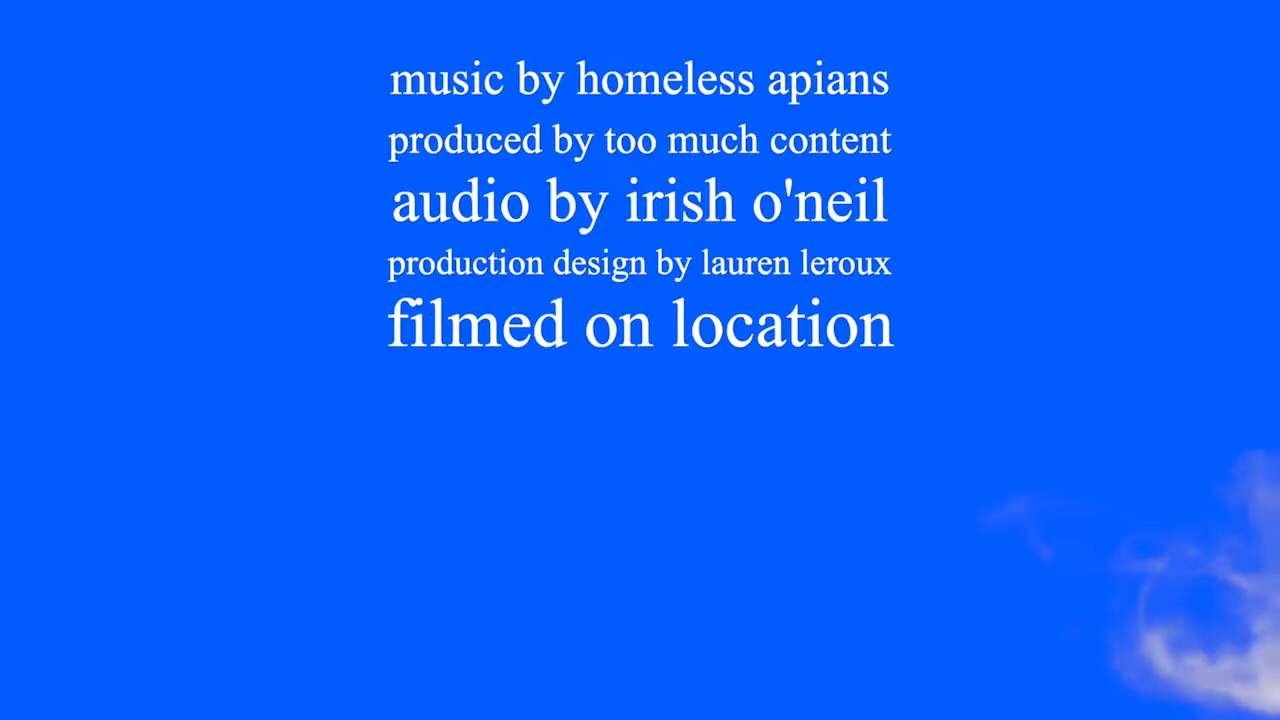 music by homeless apians
produced by too much content
audio by irish o'neil
production design by lauren leroux
filmed on location